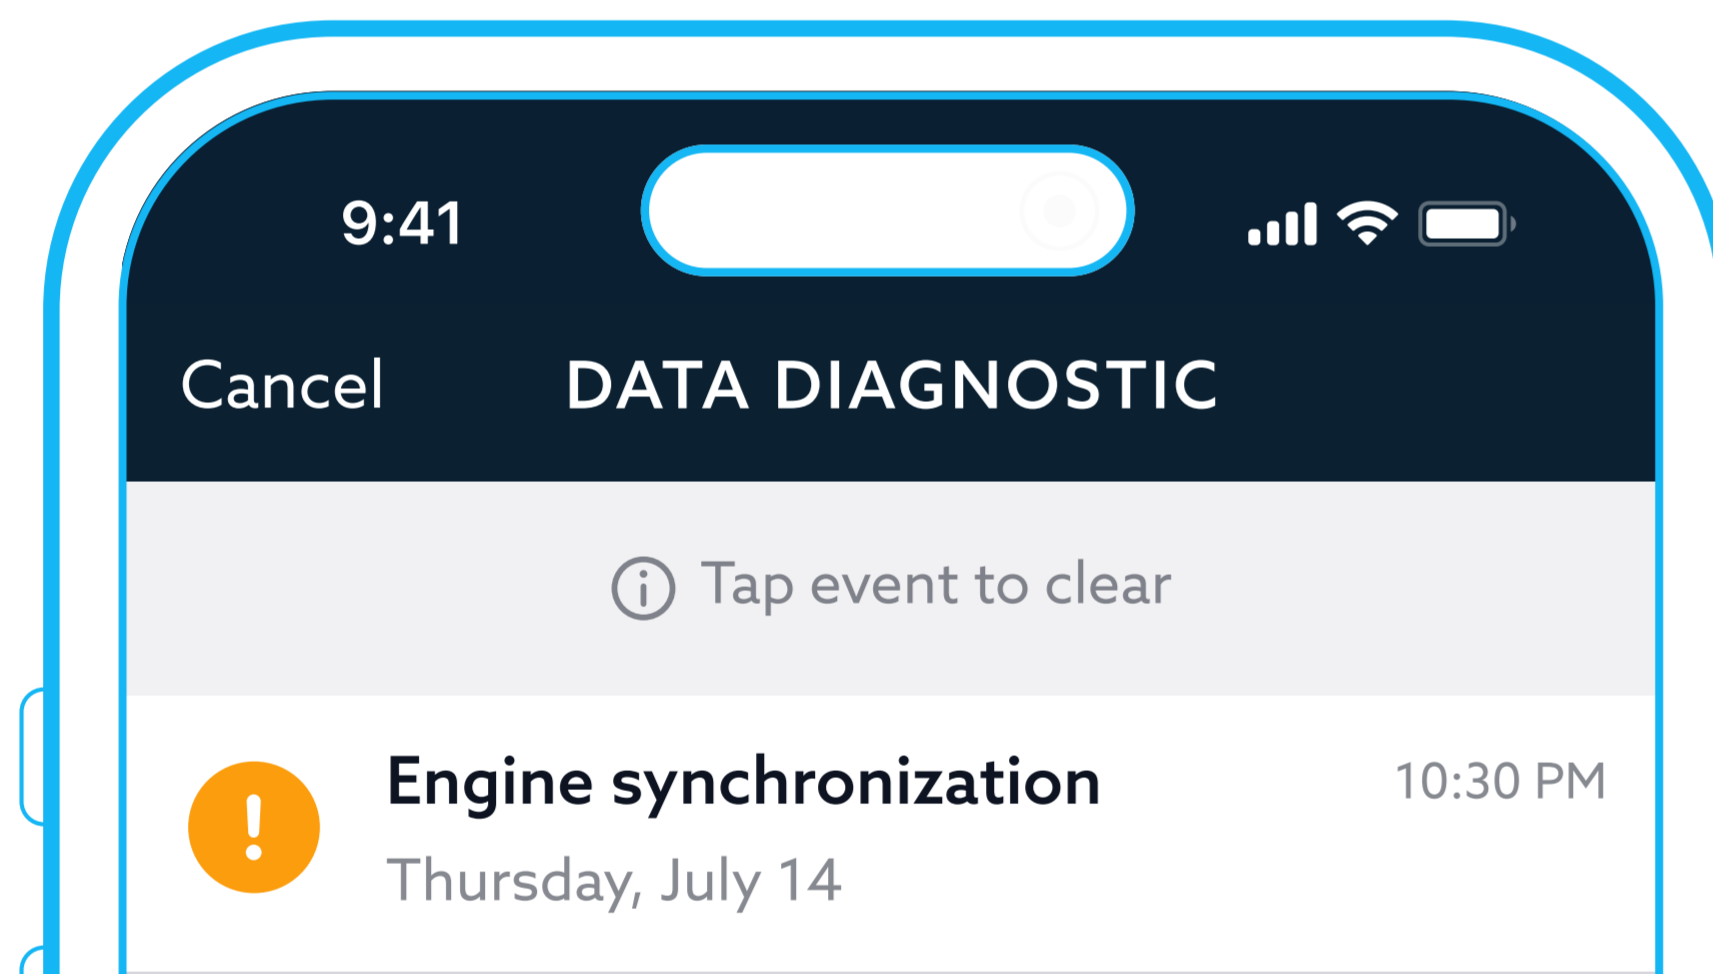 9:41
Cancel DATA DIAGNOSTIC
Tap event to clear
Engine synchronization 10:30 PM
Thursday, July 14